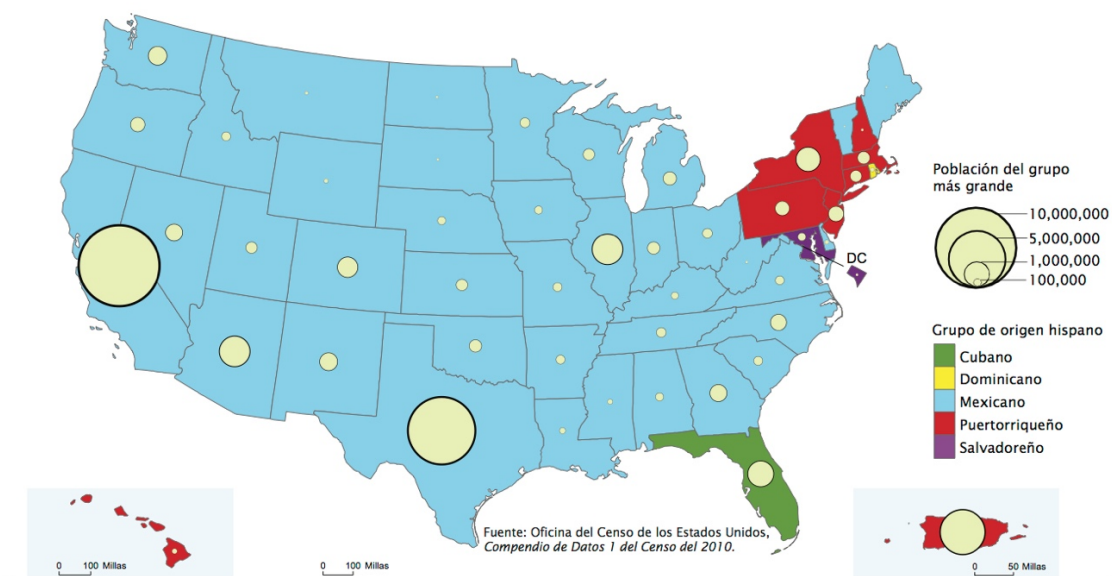 Población del grupo
más grande
10,000,000
5,000,000
1,000,000
100,000
DC
Grupo de origen hispano
Cubano
Dominicano
Mexicano
Puertorriqueño
Salvadoreño
Fuente: Oficina del Censo de los Estados Unidos,
Compendio de Datos 1 del Censo del 2010.
0 100 Millas
0 100 Millas
0 50 Millas